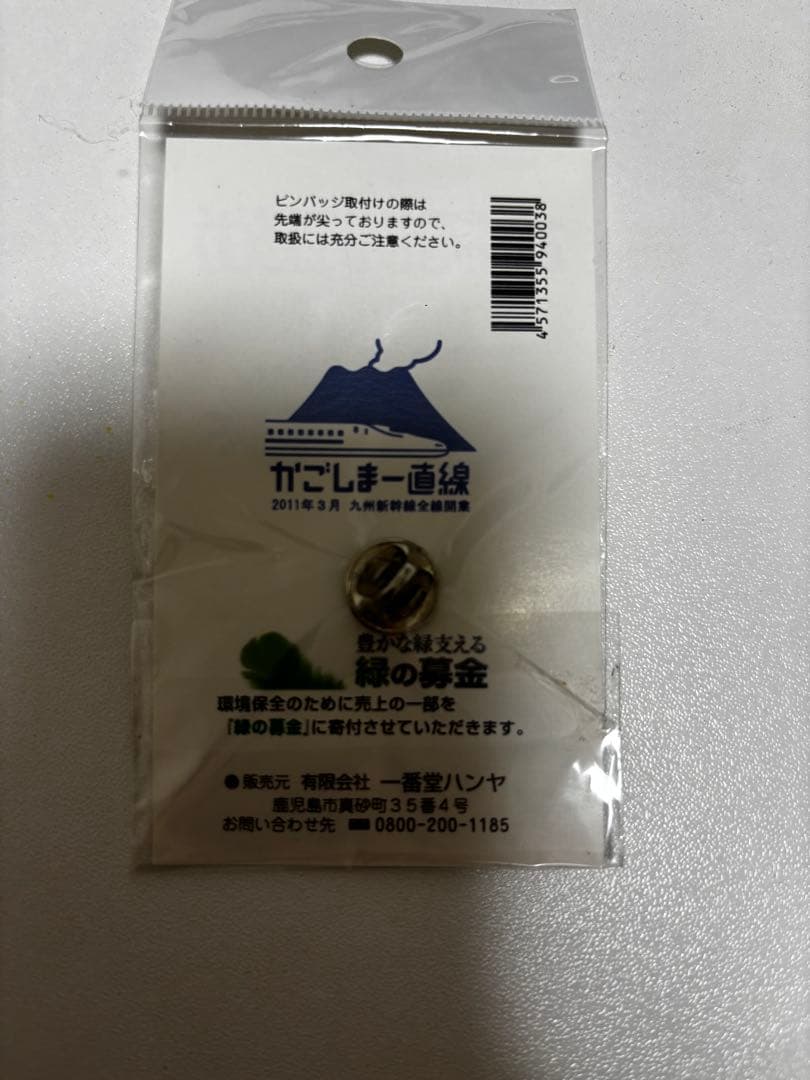 ピンバッジ取付けの際は
先端が尖っておりますので、
取扱には充分ご注意ください。
4 571355 940038
かごしま一直線
2011年3月 九州新幹線全線開業
豊かな緑支える
緑の募金
環境保全のために売上の一部を
『緑の募金』に寄付させていただきます。
●販売元 有限会社 一番堂ハンヤ
鹿児島市真砂町35番4号
お問い合わせ先 0800-200-1185